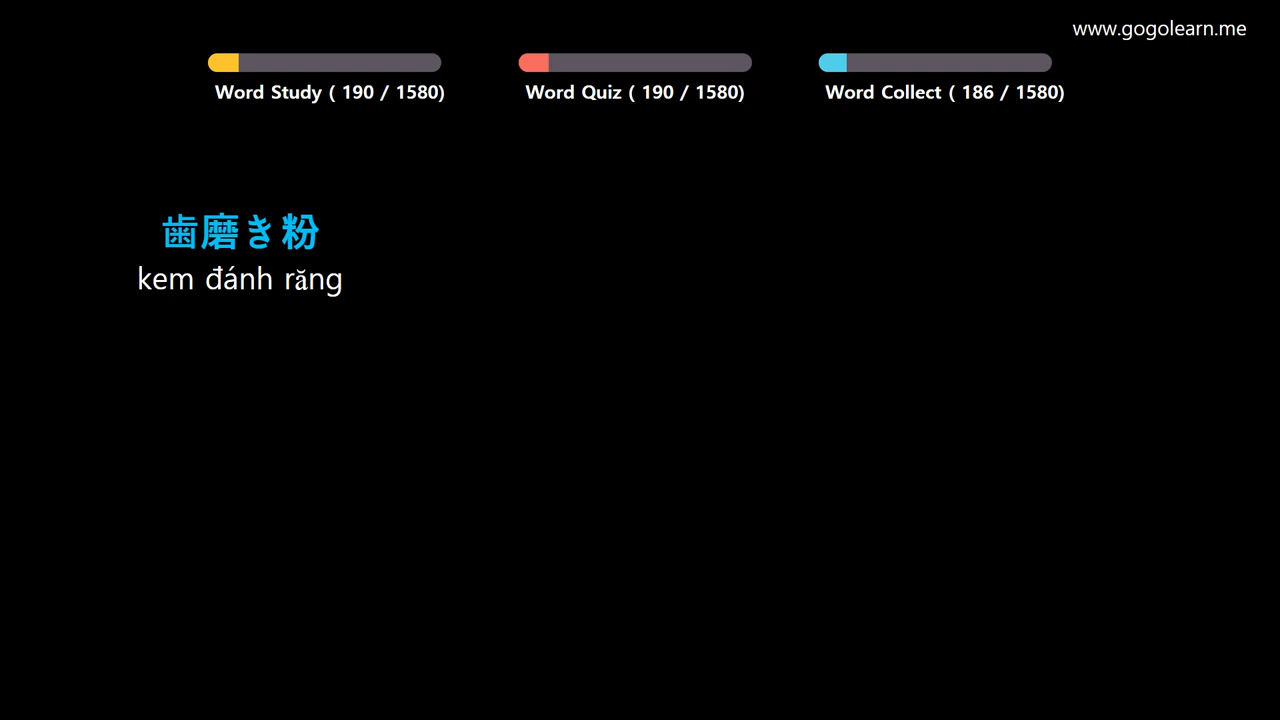 www.gogolearn.me
Word Study ( 190 / 1580)
Word Quiz ( 190 / 1580)
Word Collect ( 186 / 1580)
歯磨き粉
kem đánh răng